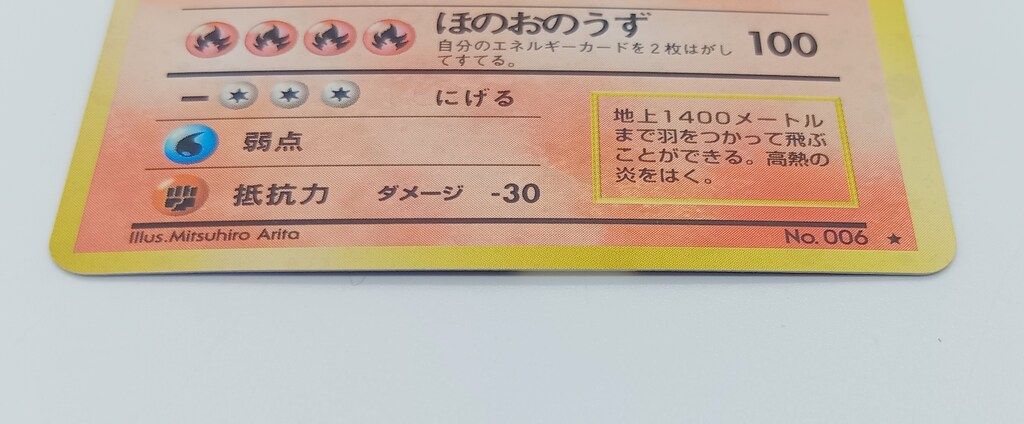 ほのおのうず
自分のエネルギーカードを2枚はがし
てすてる。
100
にげる
地上1400メートル
まで羽をつかって飛ぶ
ことができる。高熱の
炎をはく。
弱点
抵抗力 ダメージ -30
Illus.Mitsuhiro Arita
No.006 ★